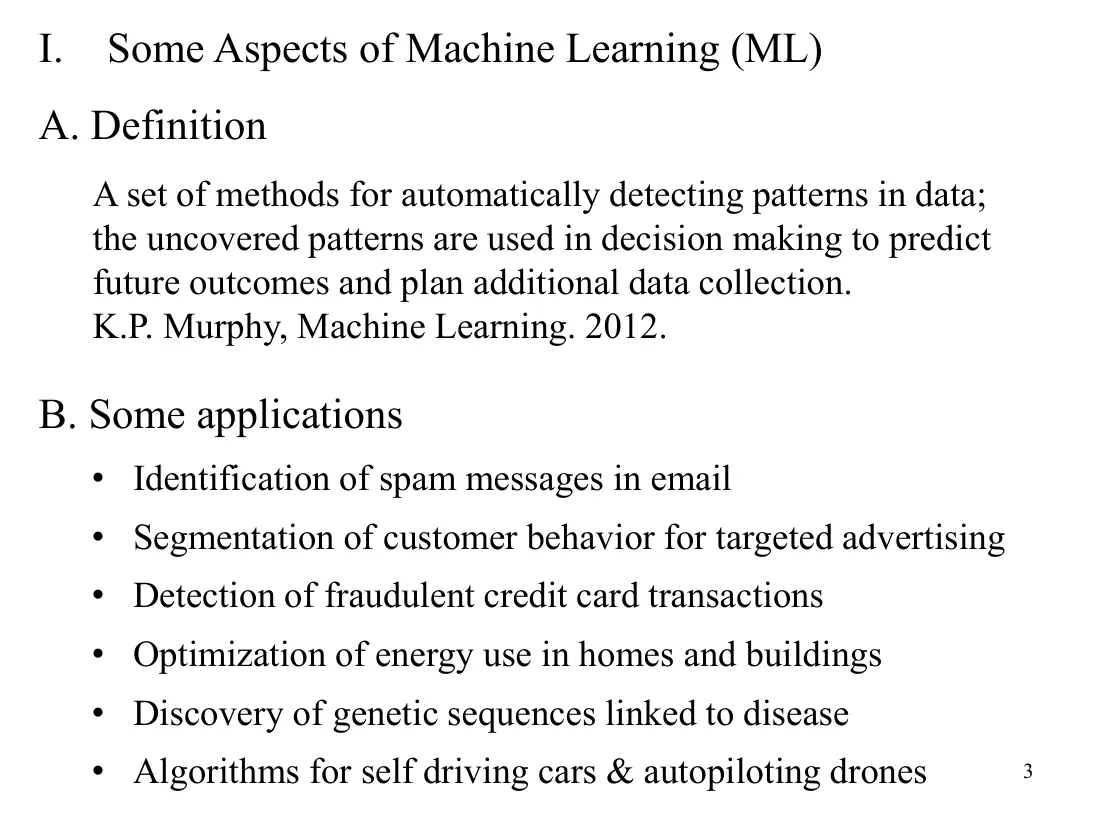 I. Some Aspects of Machine Learning (ML)
A. Definition
A set of methods for automatically detecting patterns in data;
the uncovered patterns are used in decision making to predict
future outcomes and plan additional data collection.
K.P. Murphy, Machine Learning. 2012.
B. Some applications
• Identification of spam messages in email
• Segmentation of customer behavior for targeted advertising
• Detection of fraudulent credit card transactions
• Optimization of energy use in homes and buildings
• Discovery of genetic sequences linked to disease
• Algorithms for self driving cars & autopiloting drones
3